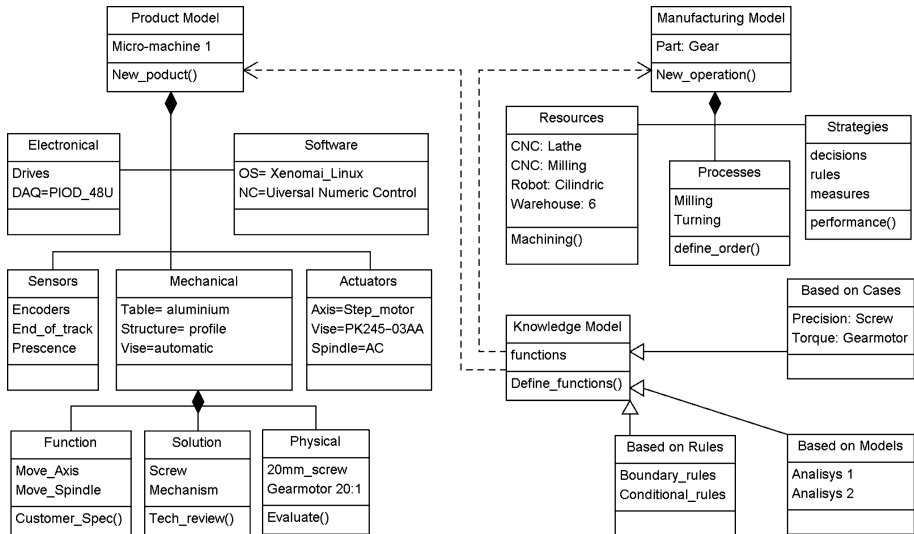 Product Model
Micro-machine 1
New_poduct()
Manufacturing Model
Part: Gear
New_operation()
Electronical
Drives
DAQ=PIOD_48U
Software
OS= Xenomai_Linux
NC=Uiversal Numeric Control
Resources
CNC: Lathe
CNC: Milling
Robot: Cilindric
Warehouse: 6
Machining()
Processes
Milling
Turning
define_order()
Strategies
decisions
rules
measures
performance()
Sensors
Encoders
End_of_track
Prescence
Mechanical
Table= aluminium
Structure= profile
Vise=automatic
Actuators
Axis=Step_motor
Vise=PK245-03AA
Spindle=AC
Knowledge Model
functions
Define_functions()
Based on Cases
Precision: Screw
Torque: Gearmotor
Function
Move_Axis
Move_Spindle
Customer_Spec()
Solution
Screw
Mechanism
Tech_review()
Physical
20mm_screw
Gearmotor 20:1
Evaluate()
Based on Rules
Boundary_rules
Conditional_rules
Based on Models
Analisys 1
Analisys 2